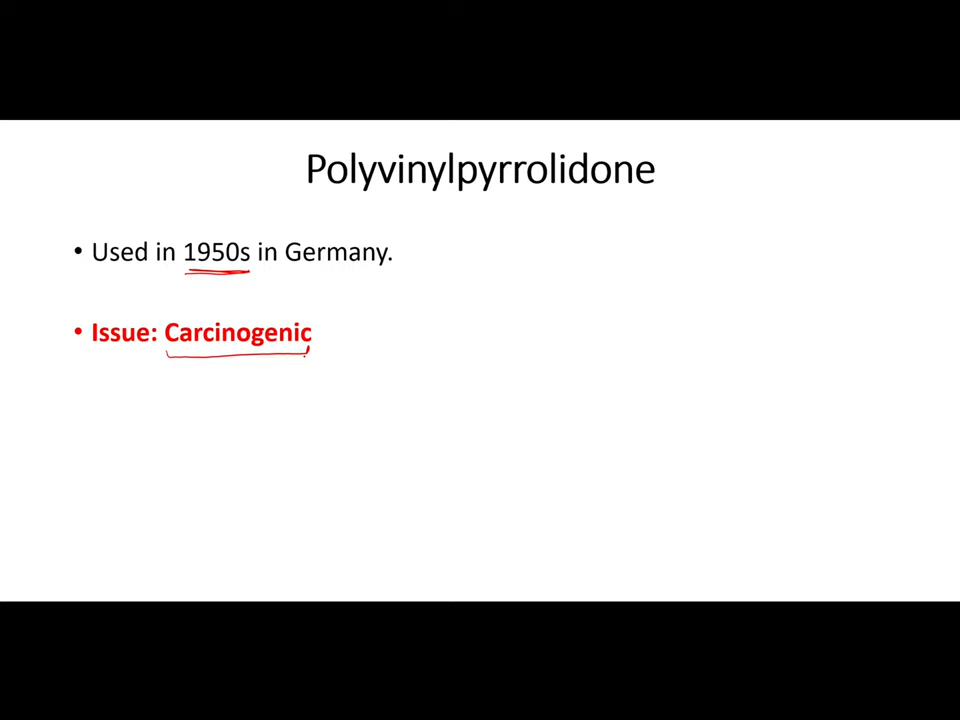 Polyvinylpyrrolidone
• Used in 1950s in Germany.
• Issue: Carcinogenic